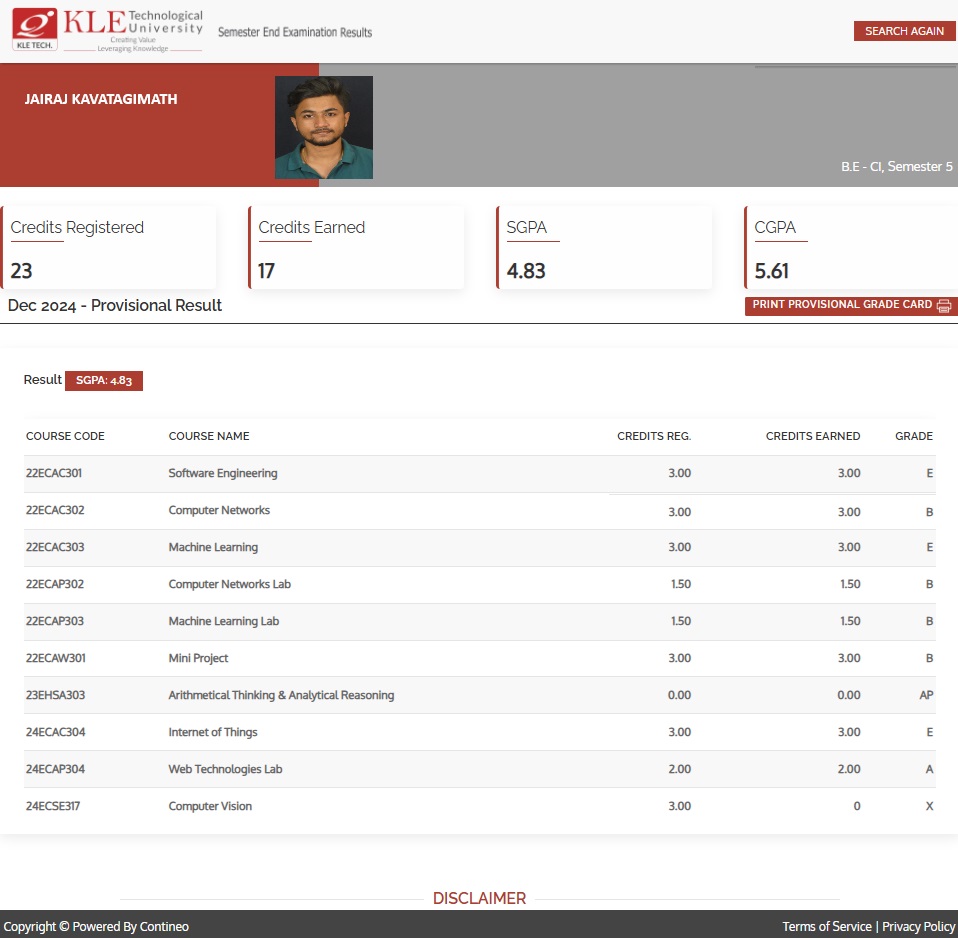 KLE Technological University
Creating Value
Leveraging Knowledge
KLE TECH.
Semester End Examination Results
SEARCH AGAIN
JAIRAJ KAVATAGIMATH
B.E - CI, Semester 5
Credits Registered Credits Earned SGPA CGPA
23 17 4.83 5.61
Dec 2024 - Provisional Result PRINT PROVISIONAL GRADE CARD
Result SGPA: 4.83
COURSE CODE COURSE NAME CREDITS REG. CREDITS EARNED GRADE
22ECAC301 Software Engineering 3.00 3.00 E
22ECAC302 Computer Networks 3.00 3.00 B
22ECAC303 Machine Learning 3.00 3.00 E
22ECAP302 Computer Networks Lab 1.50 1.50 B
22ECAP303 Machine Learning Lab 1.50 1.50 B
22ECAW301 Mini Project 3.00 3.00 B
23EHSA303 Arithmetical Thinking & Analytical Reasoning 0.00 0.00 AP
24ECAC304 Internet of Things 3.00 3.00 E
24ECAP304 Web Technologies Lab 2.00 2.00 A
24ECSE317 Computer Vision 3.00 0 X
DISCLAIMER
Copyright © Powered By Contineo Terms of Service | Privacy Policy